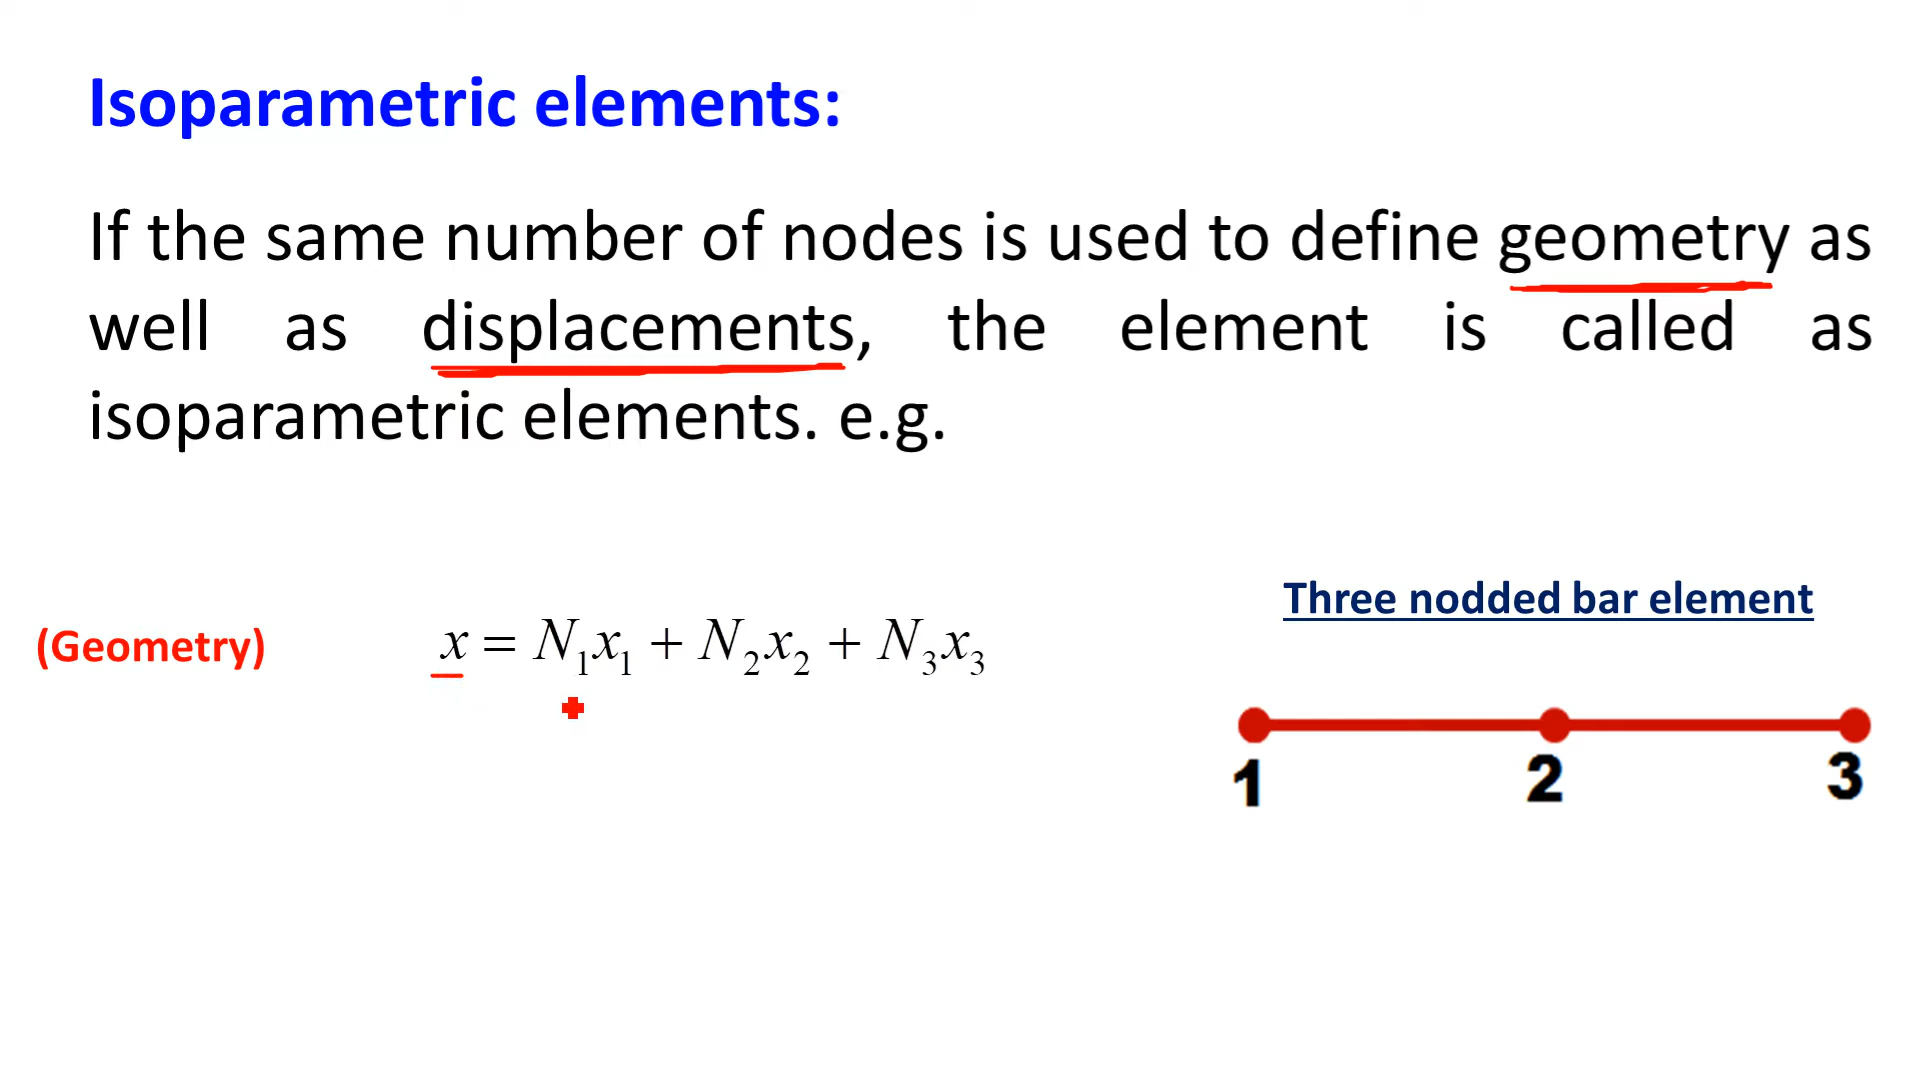 Isoparametric elements:
If the same number of nodes is used to define geometry as
well as displacements, the element is called as
isoparametric elements. e.g.
Three nodded bar element
(Geometry) x = N₁x₁ + N₂x₂ + N₃x₃
1 2 3